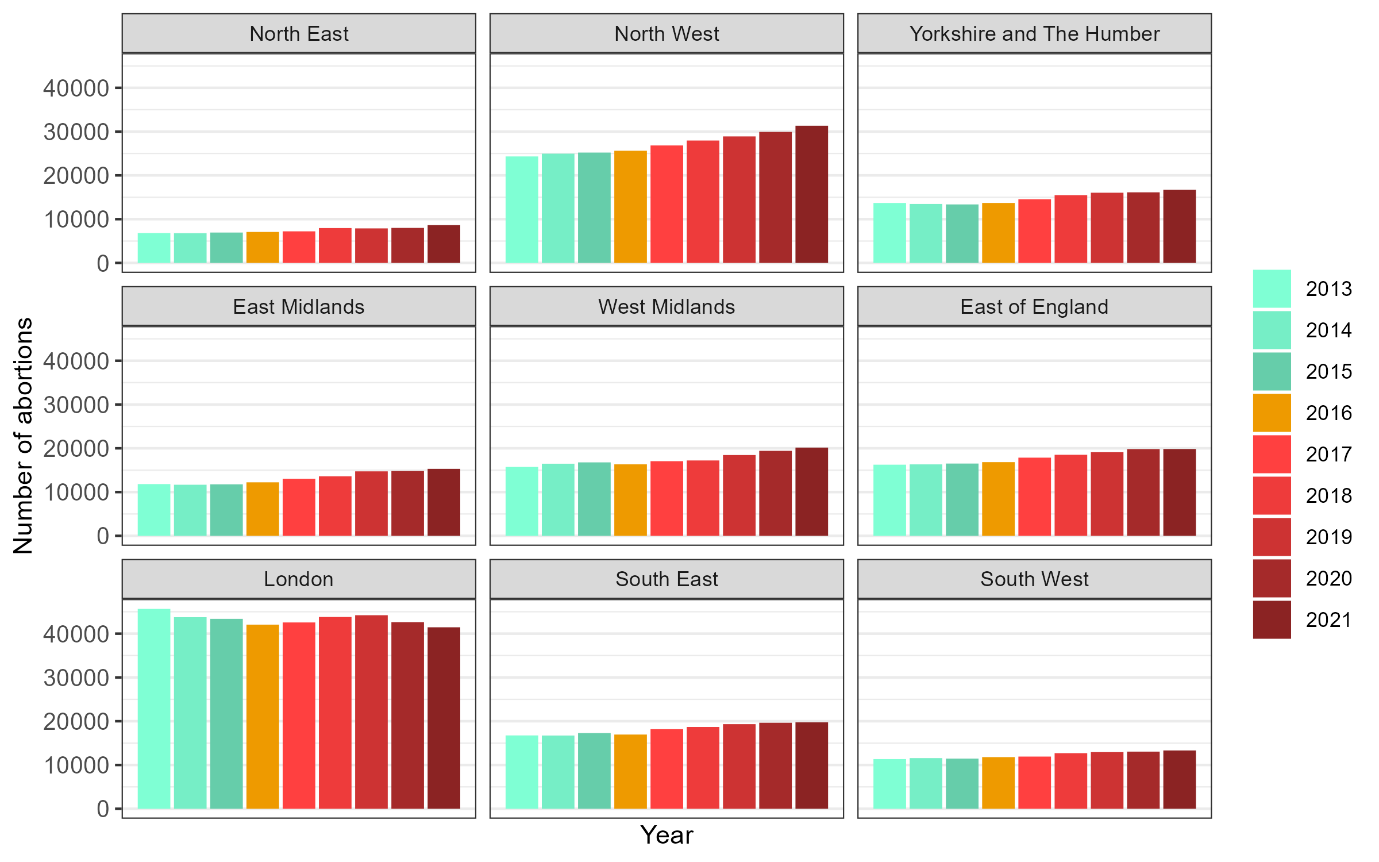 North East
North West
Yorkshire and The Humber
40000
30000
20000
10000
0
East Midlands
West Midlands
East of England
40000
30000
20000
10000
0
London
South East
South West
40000
30000
20000
10000
0
Number of abortions
Year
2013
2014
2015
2016
2017
2018
2019
2020
2021